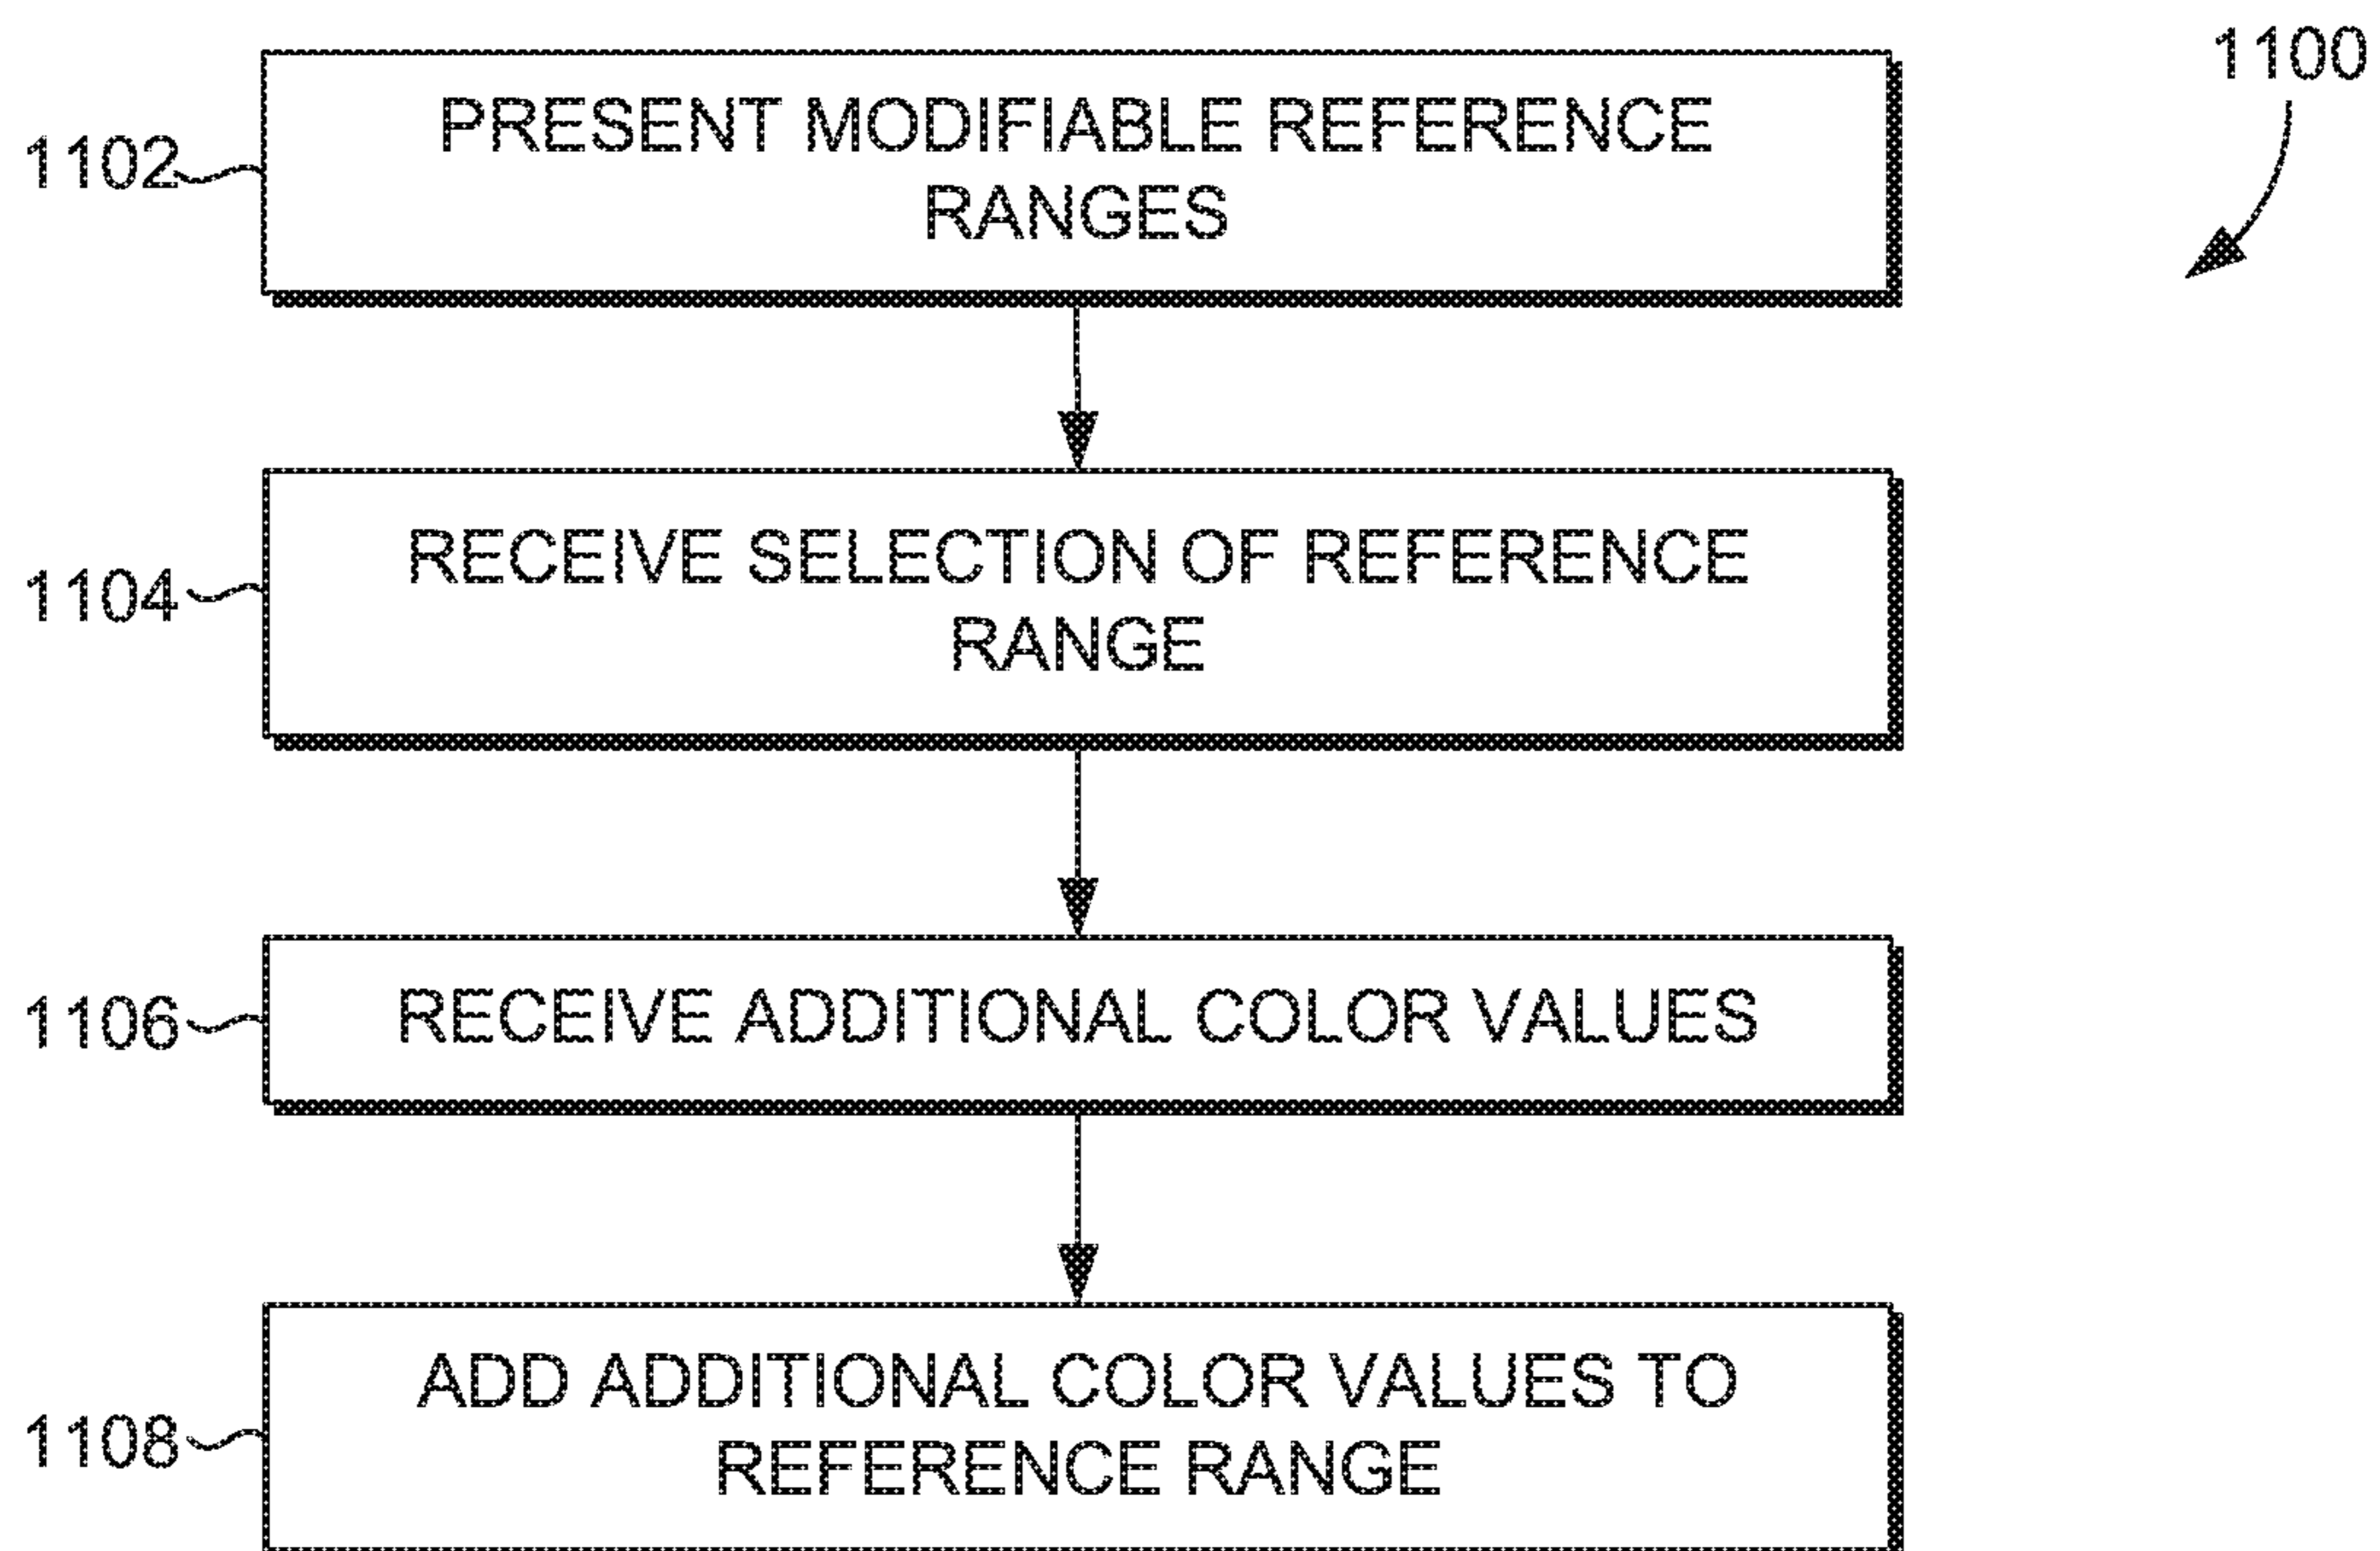 1100
1102
PRESENT MODIFIABLE REFERENCE
RANGES
1104
RECEIVE SELECTION OF REFERENCE
RANGE
1106
RECEIVE ADDITIONAL COLOR VALUES
1108
ADD ADDITIONAL COLOR VALUES TO
REFERENCE RANGE